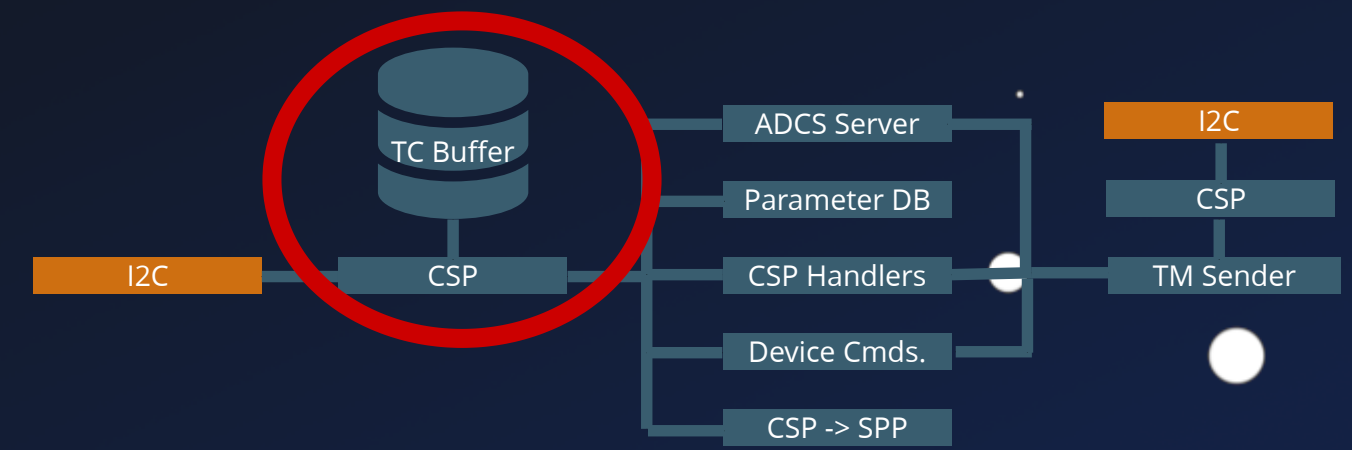 TC Buffer
I2C
CSP
ADCS Server
Parameter DB
CSP Handlers
Device Cmds.
CSP -> SPP
I2C
CSP
TM Sender